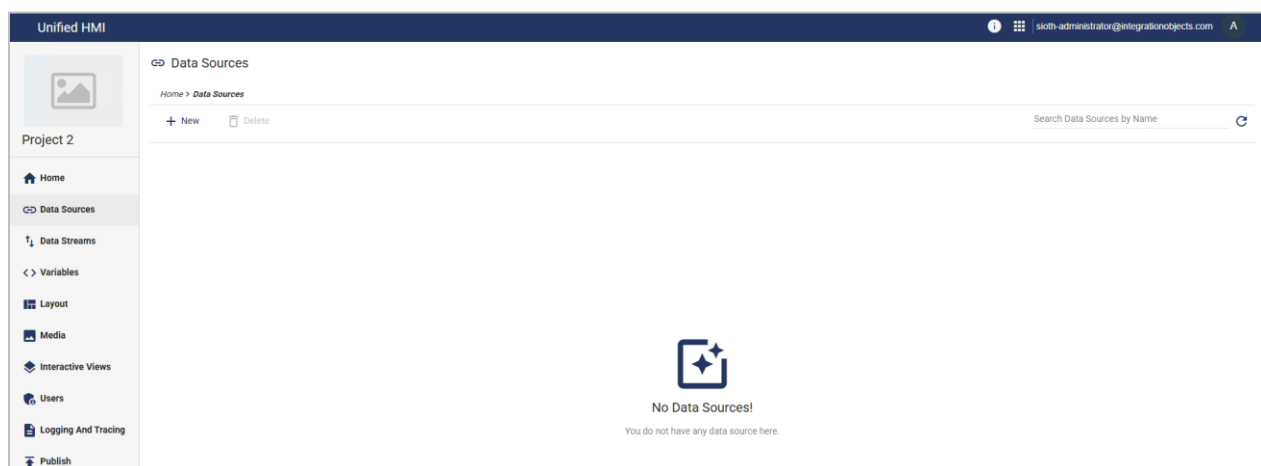 Unified HMI
sioth-administrator@integrationobjects.com A
Project 2
Home
Data Sources
Data Streams
Variables
Layout
Media
Interactive Views
Users
Logging And Tracing
Publish
Data Sources
Home > Data Sources
+ New Delete
Search Data Sources by Name
No Data Sources!
You do not have any data source here.